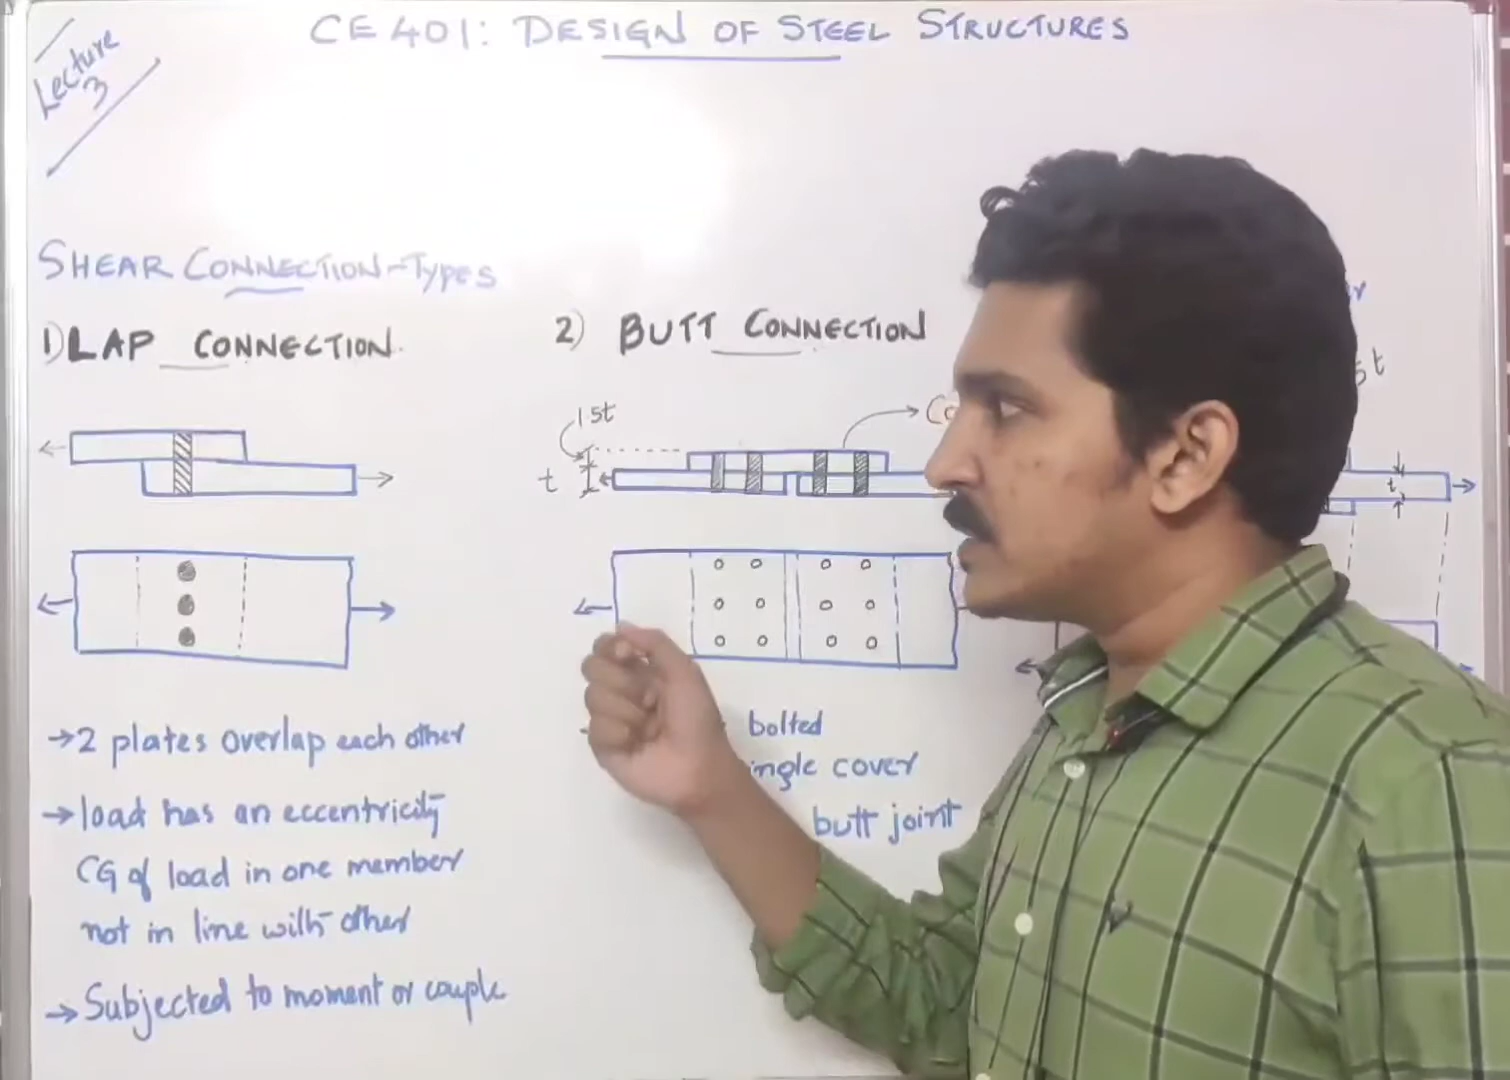 CE 401: DESIGN OF STEEL STRUCTURES
Lecture
3
SHEAR CONNECTION-TYPES
1) LAP CONNECTION
2) BUTT CONNECTION
1.5t
t
t
→ 2 plates overlap each other
→ load has an eccentricity
CG of load in one member
not in line with other
→ Subjected to moment or couple
bolted
cover
butt joint